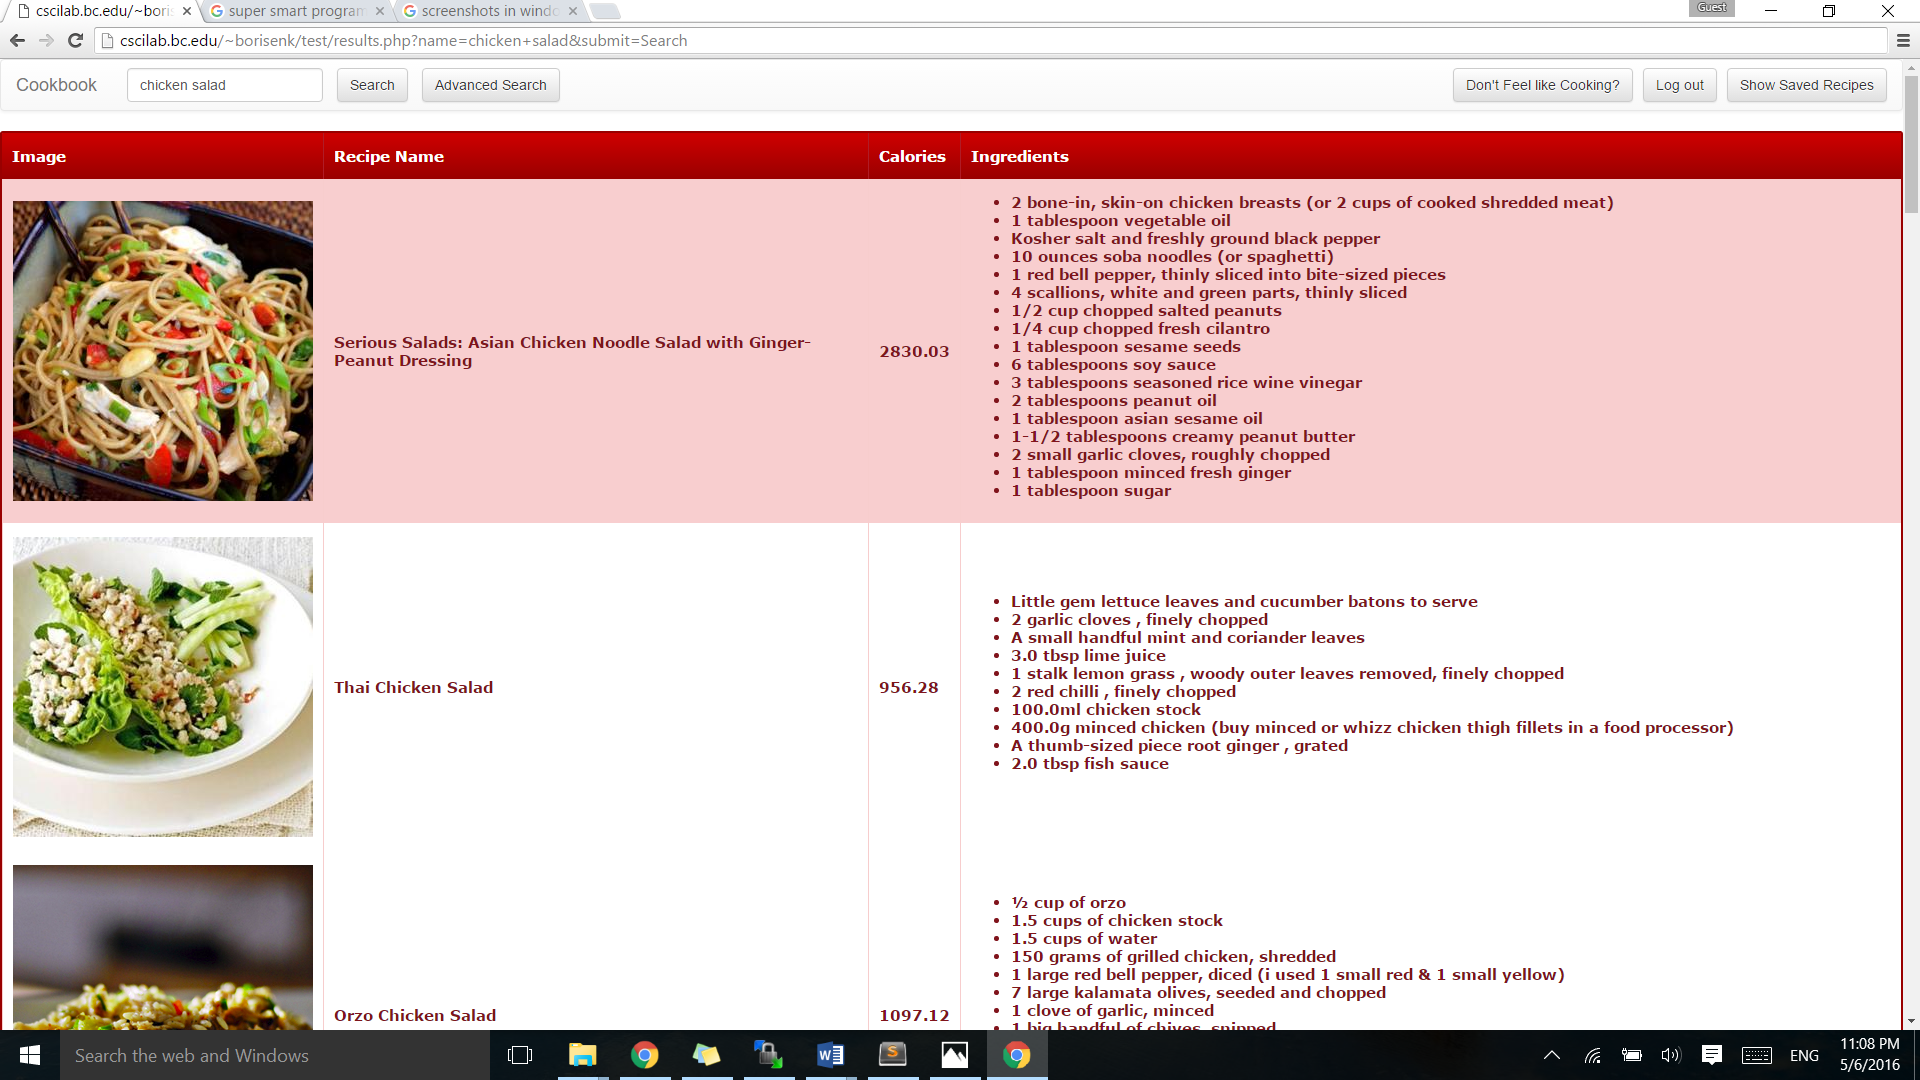 cscilab.bc.edu/~boris
super smart program
screenshots in windo
Guest
cscilab.bc.edu/~borisenk/test/results.php?name=chicken+salad&submit=Search
Cookbook
chicken salad
Search
Advanced Search
Don't Feel like Cooking?
Log out
Show Saved Recipes
Image
Recipe Name
Calories
Ingredients
Serious Salads: Asian Chicken Noodle Salad with Ginger-
Peanut Dressing
2830.03
2 bone-in, skin-on chicken breasts (or 2 cups of cooked shredded meat)
1 tablespoon vegetable oil
Kosher salt and freshly ground black pepper
10 ounces soba noodles (or spaghetti)
1 red bell pepper, thinly sliced into bite-sized pieces
4 scallions, white and green parts, thinly sliced
1/2 cup chopped salted peanuts
1/4 cup chopped fresh cilantro
1 tablespoon sesame seeds
6 tablespoons soy sauce
3 tablespoons seasoned rice wine vinegar
2 tablespoons peanut oil
1 tablespoon asian sesame oil
1-1/2 tablespoons creamy peanut butter
2 small garlic cloves, roughly chopped
1 tablespoon minced fresh ginger
1 tablespoon sugar
Thai Chicken Salad
956.28
Little gem lettuce leaves and cucumber batons to serve
2 garlic cloves , finely chopped
A small handful mint and coriander leaves
3.0 tbsp lime juice
1 stalk lemon grass , woody outer leaves removed, finely chopped
2 red chilli , finely chopped
100.0ml chicken stock
400.0g minced chicken (buy minced or whizz chicken thigh fillets in a food processor)
A thumb-sized piece root ginger , grated
2.0 tbsp fish sauce
Orzo Chicken Salad
1097.12
½ cup of orzo
1.5 cups of chicken stock
1.5 cups of water
150 grams of grilled chicken, shredded
1 large red bell pepper, diced (i used 1 small red & 1 small yellow)
7 large kalamata olives, seeded and chopped
1 clove of garlic, minced
1 big handful of chives, snipped
Search the web and Windows
ENG
11:08 PM
5/6/2016